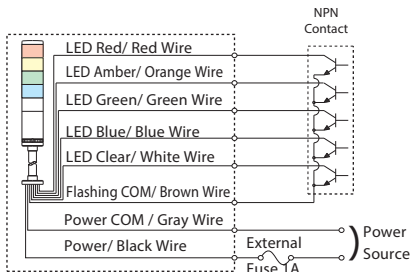 NPN
Contact
LED Red/ Red Wire
LED Amber/ Orange Wire
LED Green/ Green Wire
LED Blue/ Blue Wire
LED Clear/ White Wire
Flashing COM/ Brown Wire
Power COM / Gray Wire
Power/ Black Wire
External
Fuse 1A
Power
Source